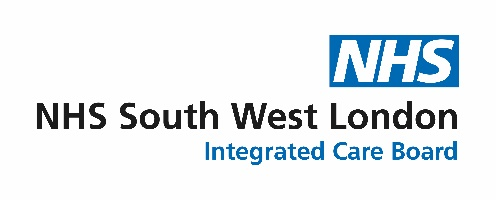 NHS
NHS South West London
Integrated Care Board